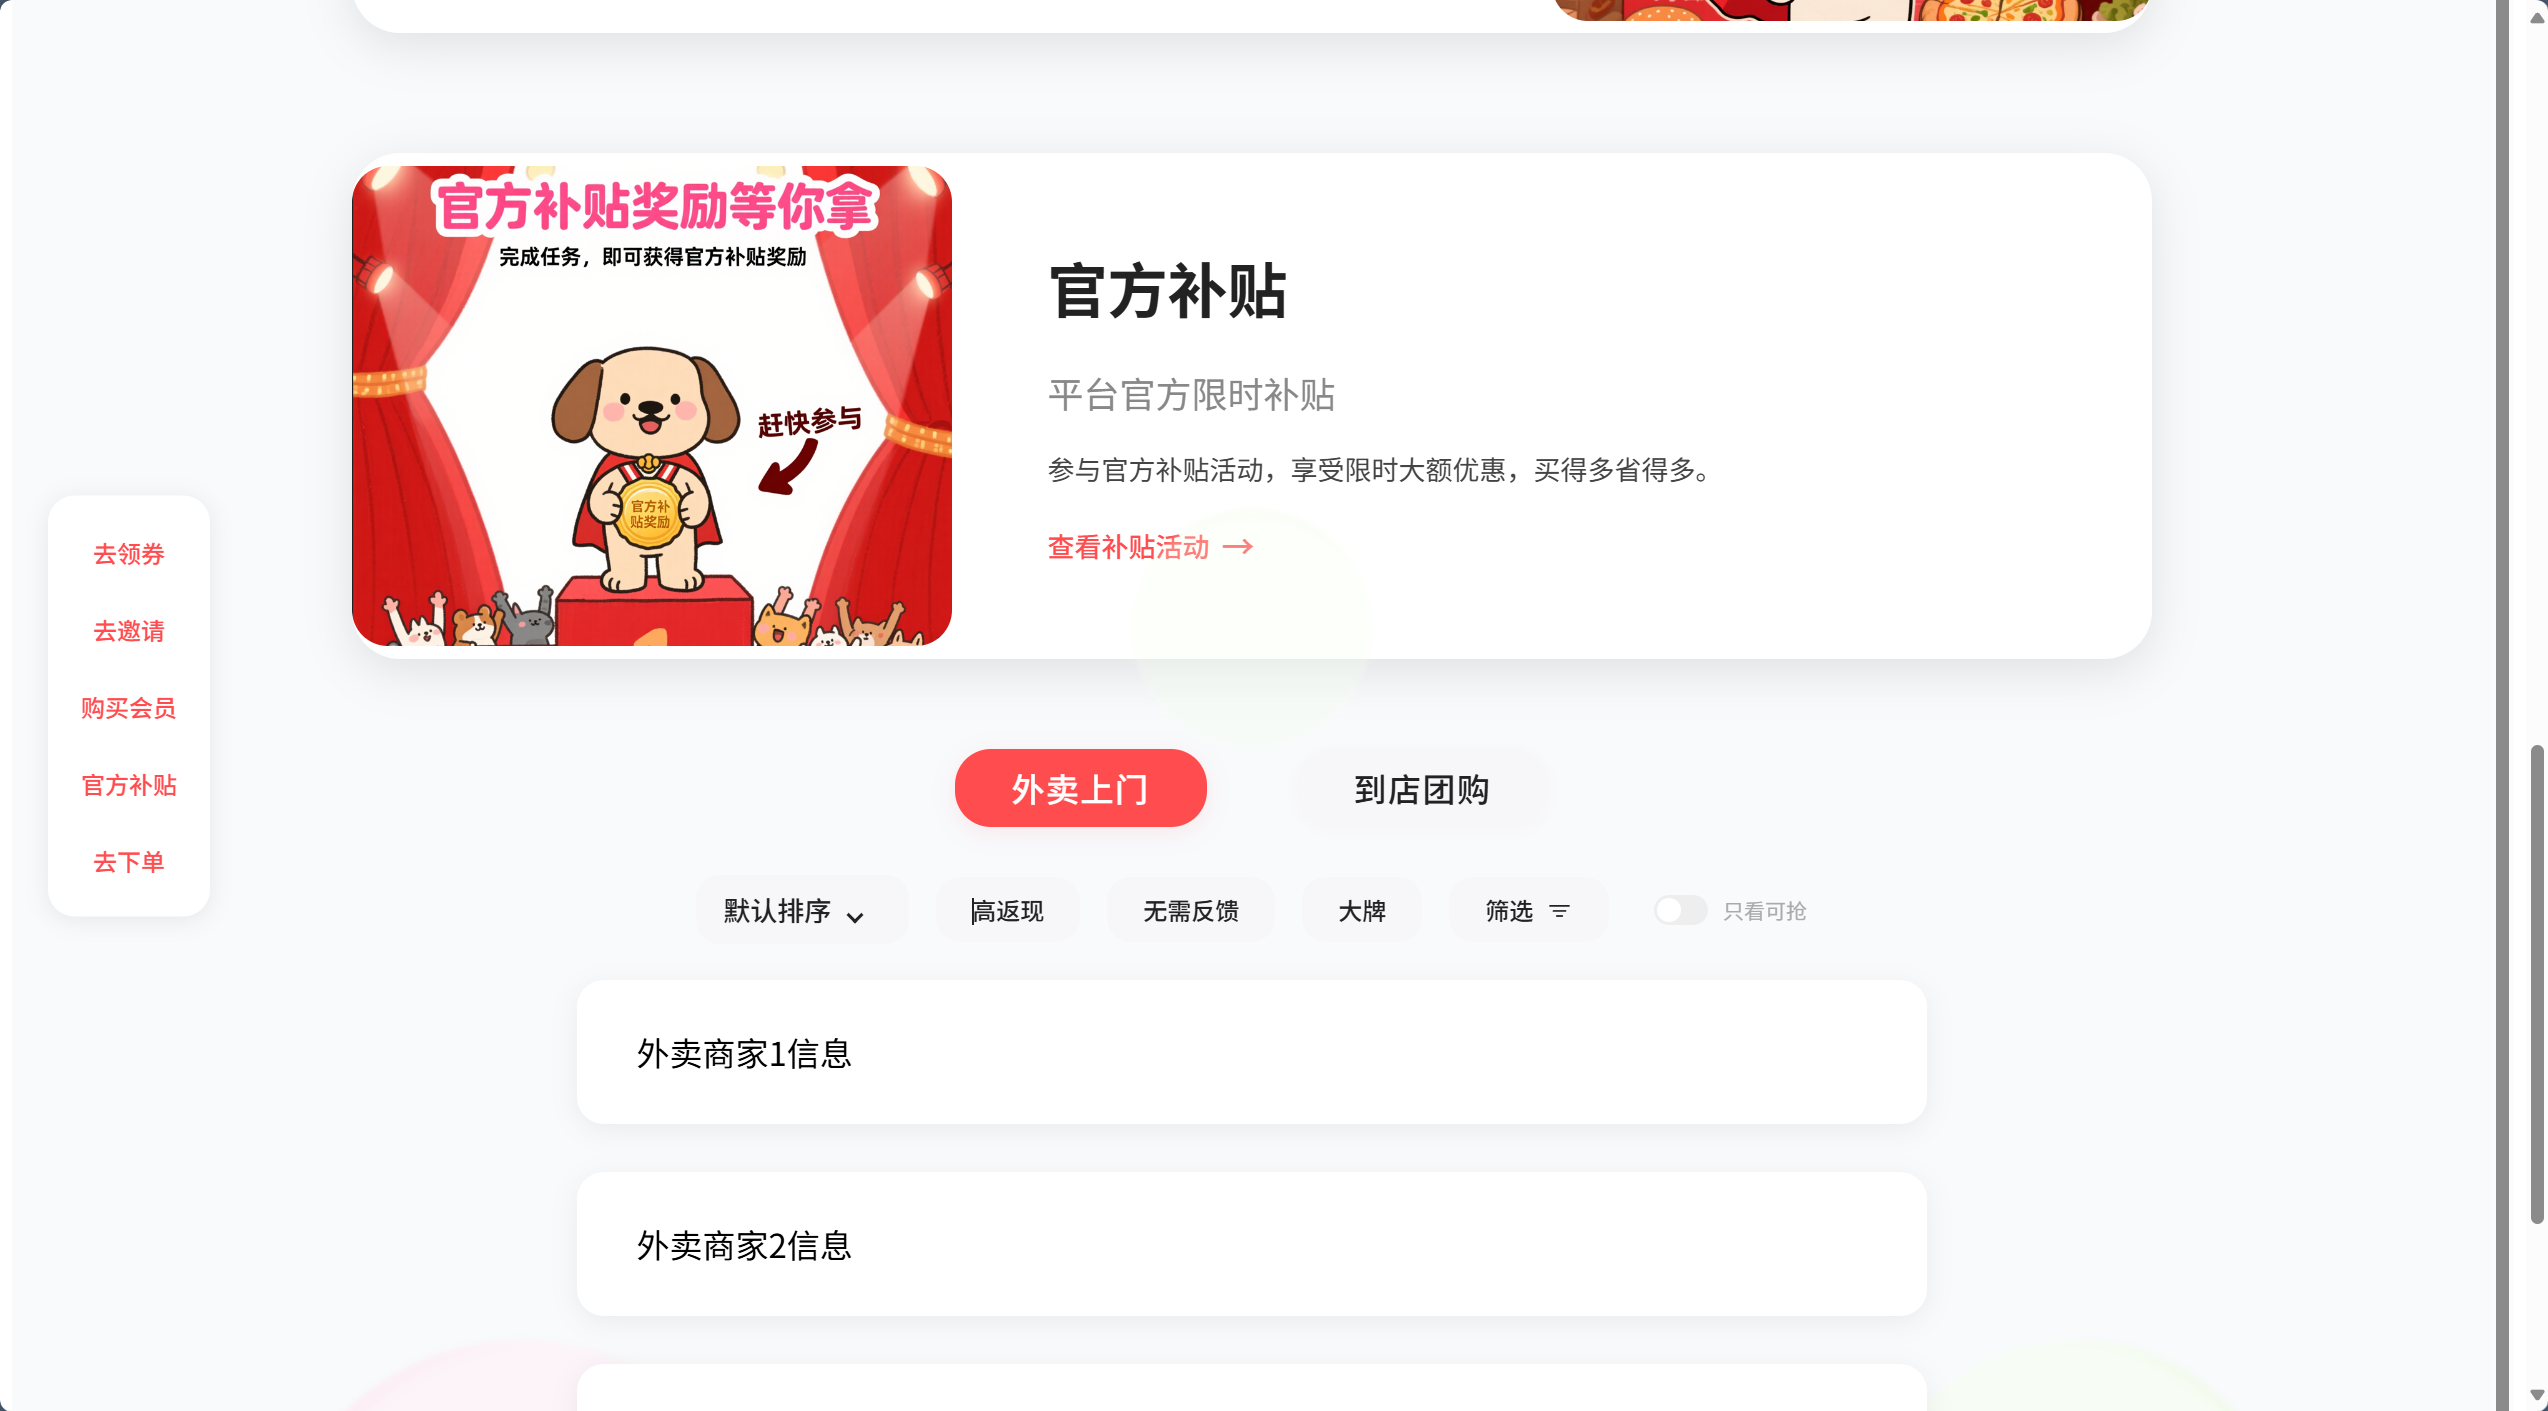 官方补贴奖励等你拿
完成任务，即可获得官方补贴奖励
赶快参与
官方补
贴奖励
官方补贴
平台官方限时补贴
参与官方补贴活动，享受限时大额优惠，买得多省得多。
查看补贴活动 →
去领券
去邀请
购买会员
官方补贴
去下单
外卖上门
到店团购
默认排序
高返现
无需反馈
大牌
筛选
只看可抢
外卖商家1信息
外卖商家2信息